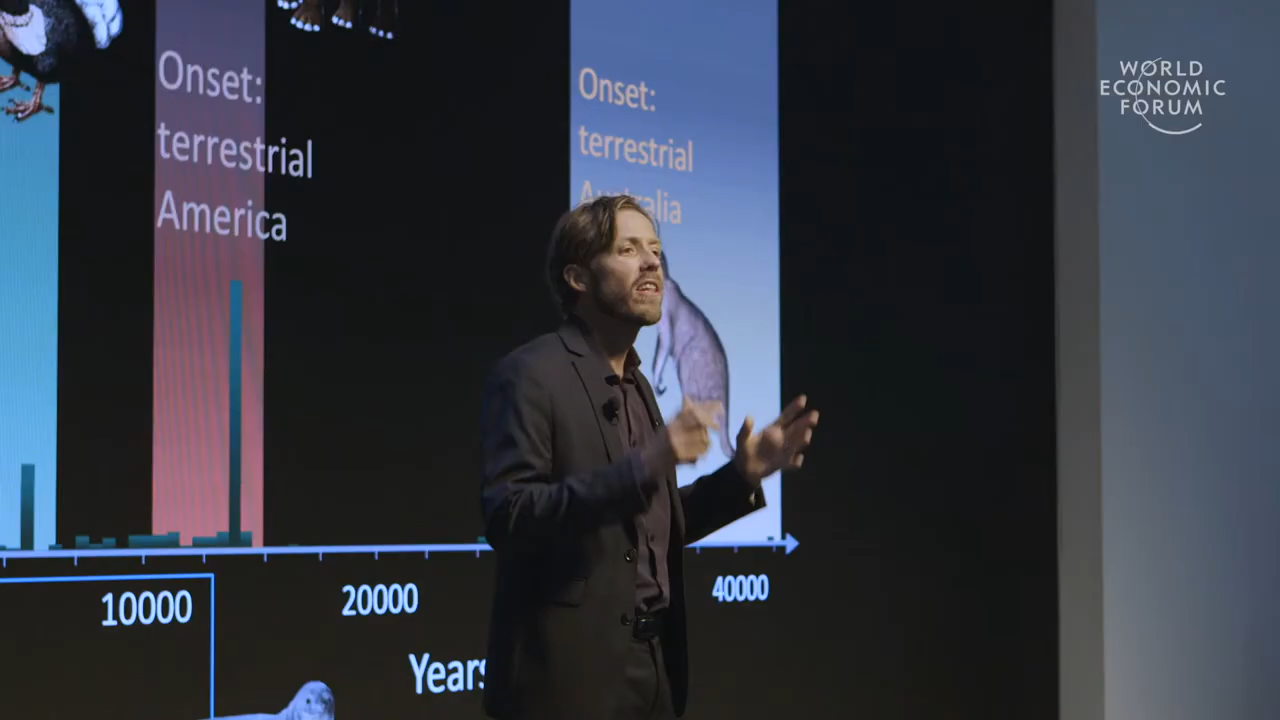 Onset:
terrestrial
America
Onset:
terrestrial
Australia
WORLD
ECONOMIC
FORUM
10000
20000
40000
Years